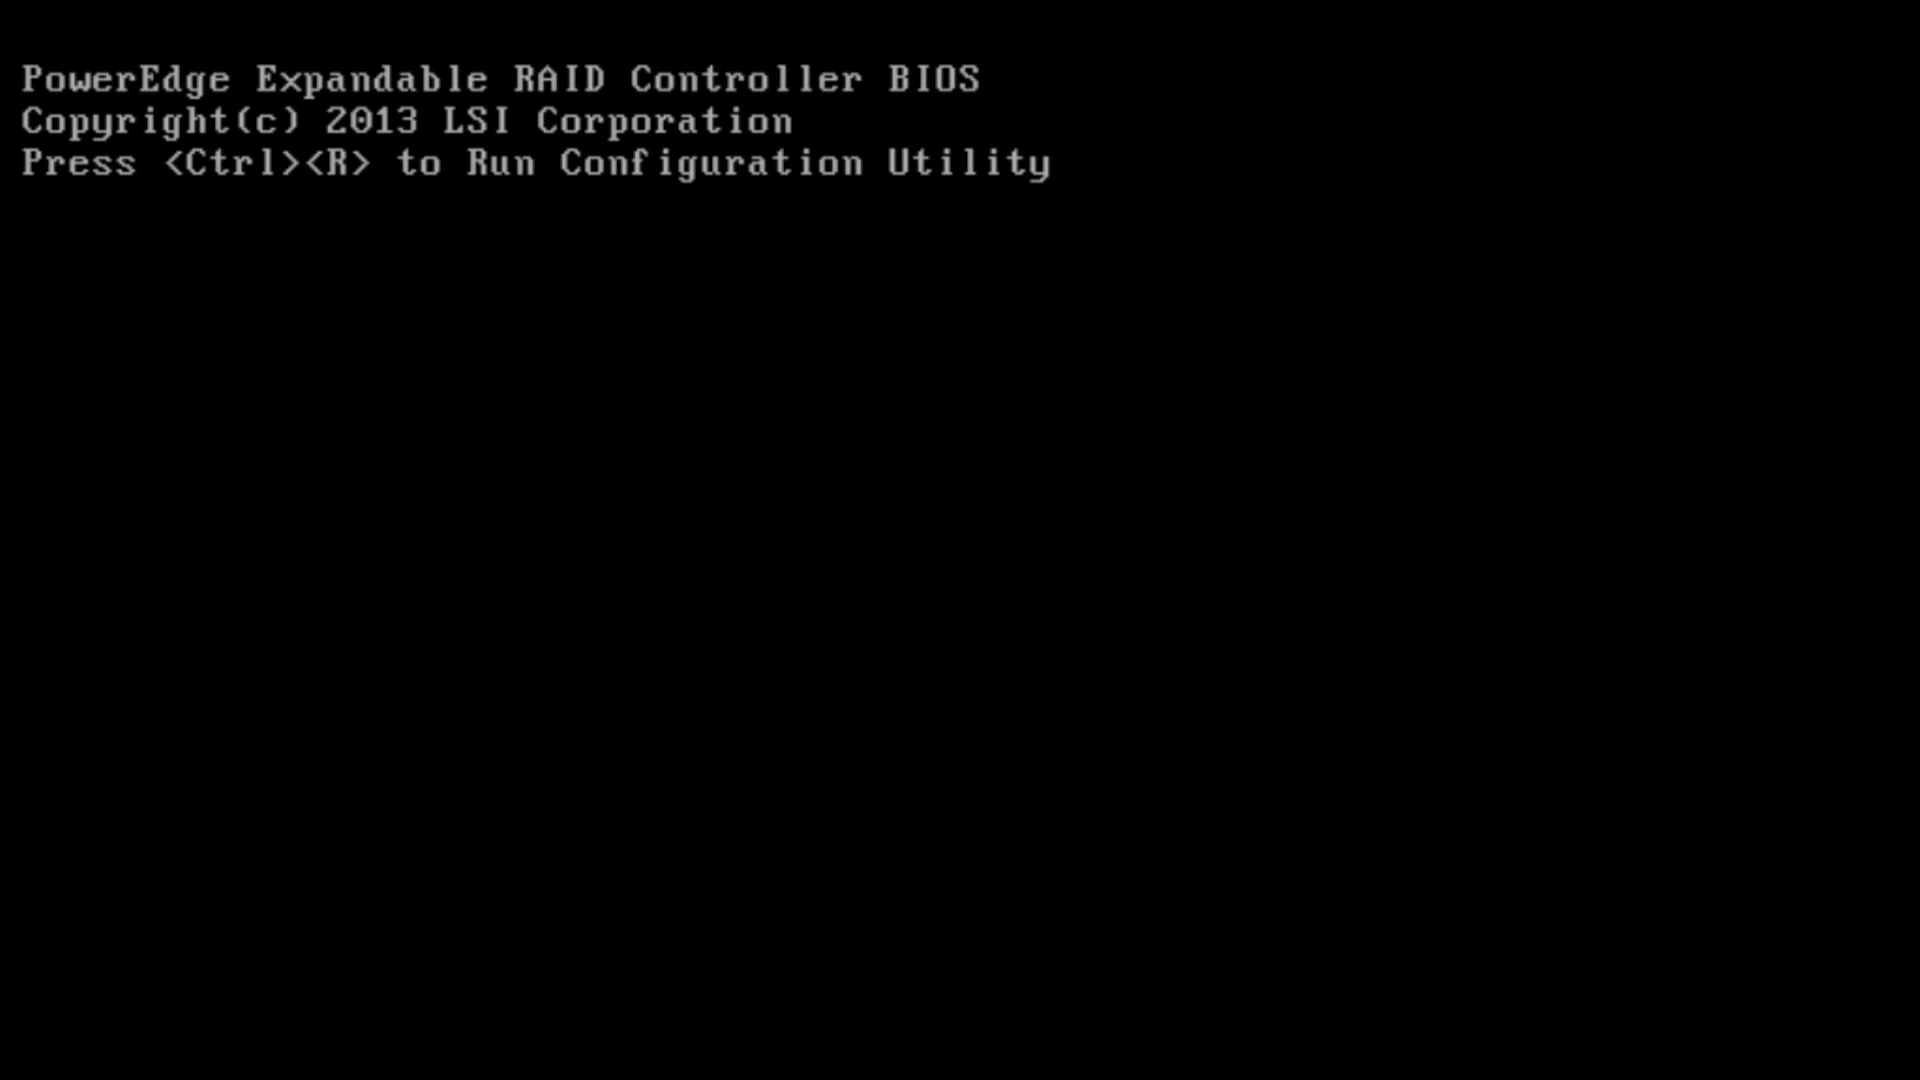 PowerEdge Expandable RAID Controller BIOS
Copyright(c) 2013 LSI Corporation
Press <Ctrl><R> to Run Configuration Utility